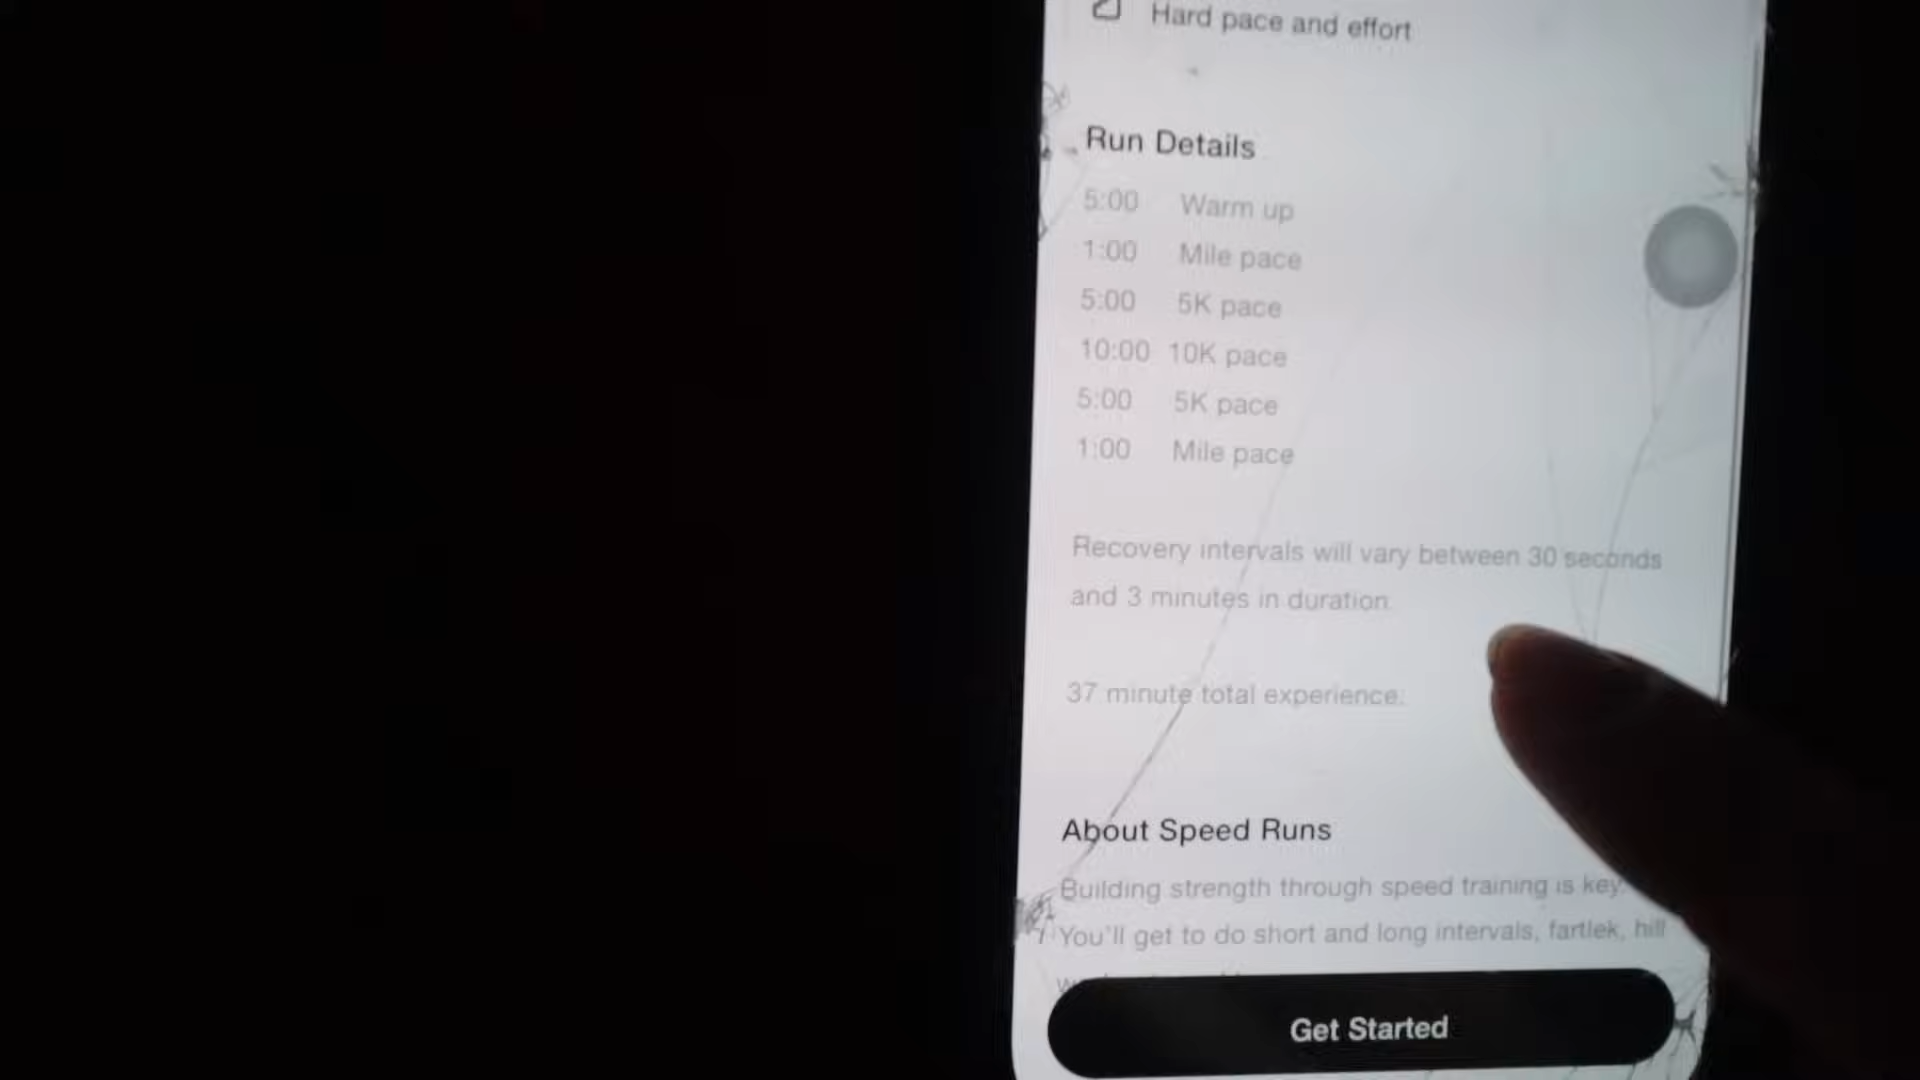 Hard pace and effort
Run Details
5:00 Warm up
1:00 Mile pace
5:00 5K pace
10:00 10K pace
5:00 5K pace
1:00 Mile pace
Recovery intervals will vary between 30 seconds
and 3 minutes in duration.
37 minute total experience.
About Speed Runs
Building strength through speed training is key.
You'll get to do short and long intervals, fartlek, hill
Get Started